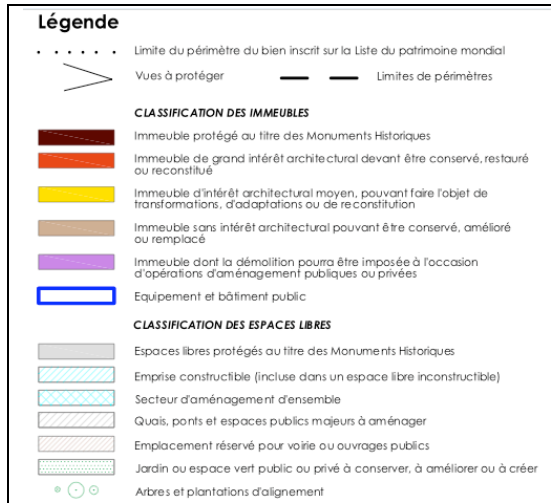 Légende
Limite du périmètre du bien inscrit sur la Liste du patrimoine mondial
Vues à protéger
Limites de périmètres
CLASSIFICATION DES IMMEUBLES
Immeuble protégé au titre des Monuments Historiques
Immeuble de grand intérêt architectural devant être conservé, restauré
ou reconstitué
Immeuble d'intérêt architectural moyen, pouvant faire l'objet de
transformations, d'adaptations ou de reconstitution
Immeuble sans intérêt architectural pouvant être conservé, amélioré
ou remplacé
Immeuble dont la démolition pourra être imposée à l'occasion
d'opérations d'aménagement publiques ou privées
Equipement et bâtiment public
CLASSIFICATION DES ESPACES LIBRES
Espaces libres protégés au titre des Monuments Historiques
Emprise constructible (incluse dans un espace libre inconstructible)
Secteur d'aménagement d'ensemble
Quais, ponts et espaces publics majeurs à aménager
Emplacement réservé pour voirie ou ouvrages publics
Jardin ou espace vert public ou privé à conserver, à améliorer ou à créer
Arbres et plantations d'alignement